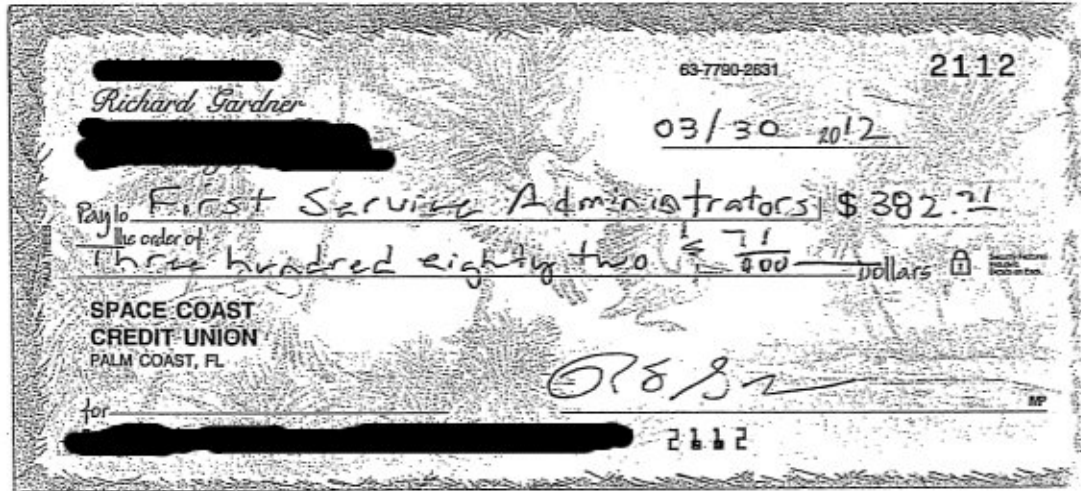 63-7790-2631 2112
Richard Gardner
03/30 2012
Pay to First Service Administrators $ 382.71
the order of
Three hundred eighty two & 71/100 Dollars
SPACE COAST
CREDIT UNION
PALM COAST, FL
MP
for
2112